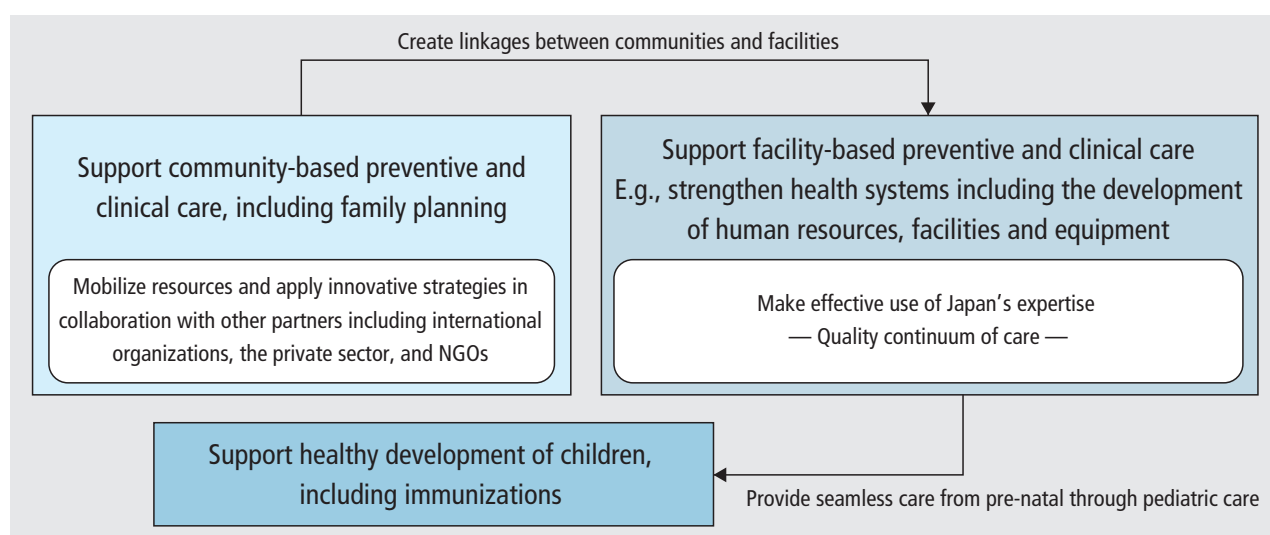 Create linkages between communities and facilities
Support community-based preventive and
clinical care, including family planning
Mobilize resources and apply innovative strategies in
collaboration with other partners including international
organizations, the private sector, and NGOs
Support facility-based preventive and clinical care
E.g., strengthen health systems including the development
of human resources, facilities and equipment
Make effective use of Japan’s expertise
— Quality continuum of care —
Support healthy development of children,
including immunizations
Provide seamless care from pre-natal through pediatric care